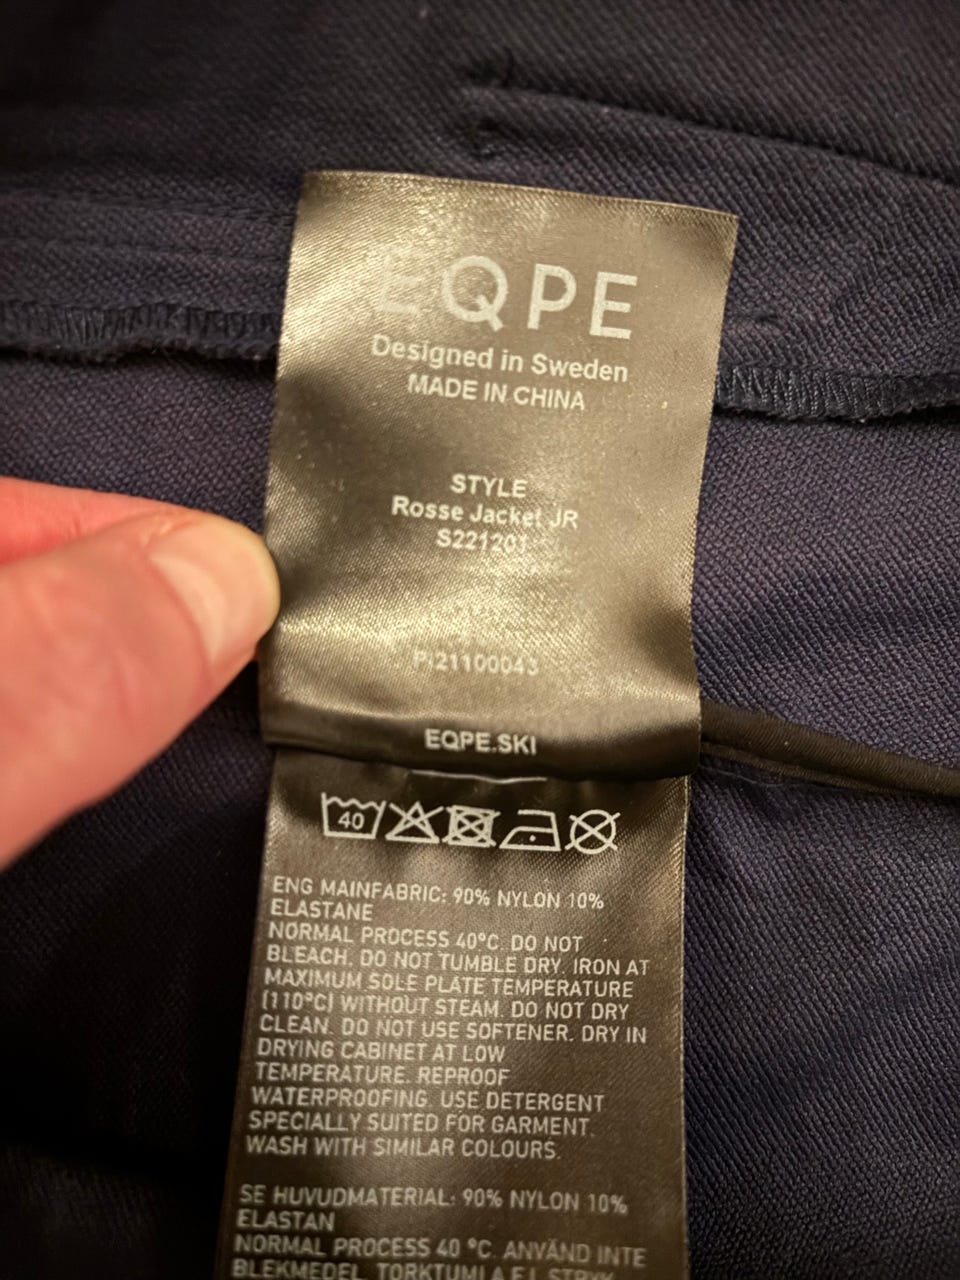 EQPE
Designed in Sweden
MADE IN CHINA
STYLE
Rosse Jacket JR
S221201
PI21100043
EQPE.SKI
40
ENG MAINFABRIC: 90% NYLON 10%
ELASTANE
NORMAL PROCESS 40°C. DO NOT
BLEACH. DO NOT TUMBLE DRY. IRON AT
MAXIMUM SOLE PLATE TEMPERATURE
(110°C) WITHOUT STEAM. DO NOT DRY
CLEAN. DO NOT USE SOFTENER. DRY IN
DRYING CABINET AT LOW
TEMPERATURE. REPROOF
WATERPROOFING. USE DETERGENT
SPECIALLY SUITED FOR GARMENT.
WASH WITH SIMILAR COLOURS.
SE HUVUDMATERIAL: 90% NYLON 10%
ELASTAN
NORMAL PROCESS 40 °C. ANVÄND INTE
BLEKMEDEL. TORKTUMLA EJ. STRYK